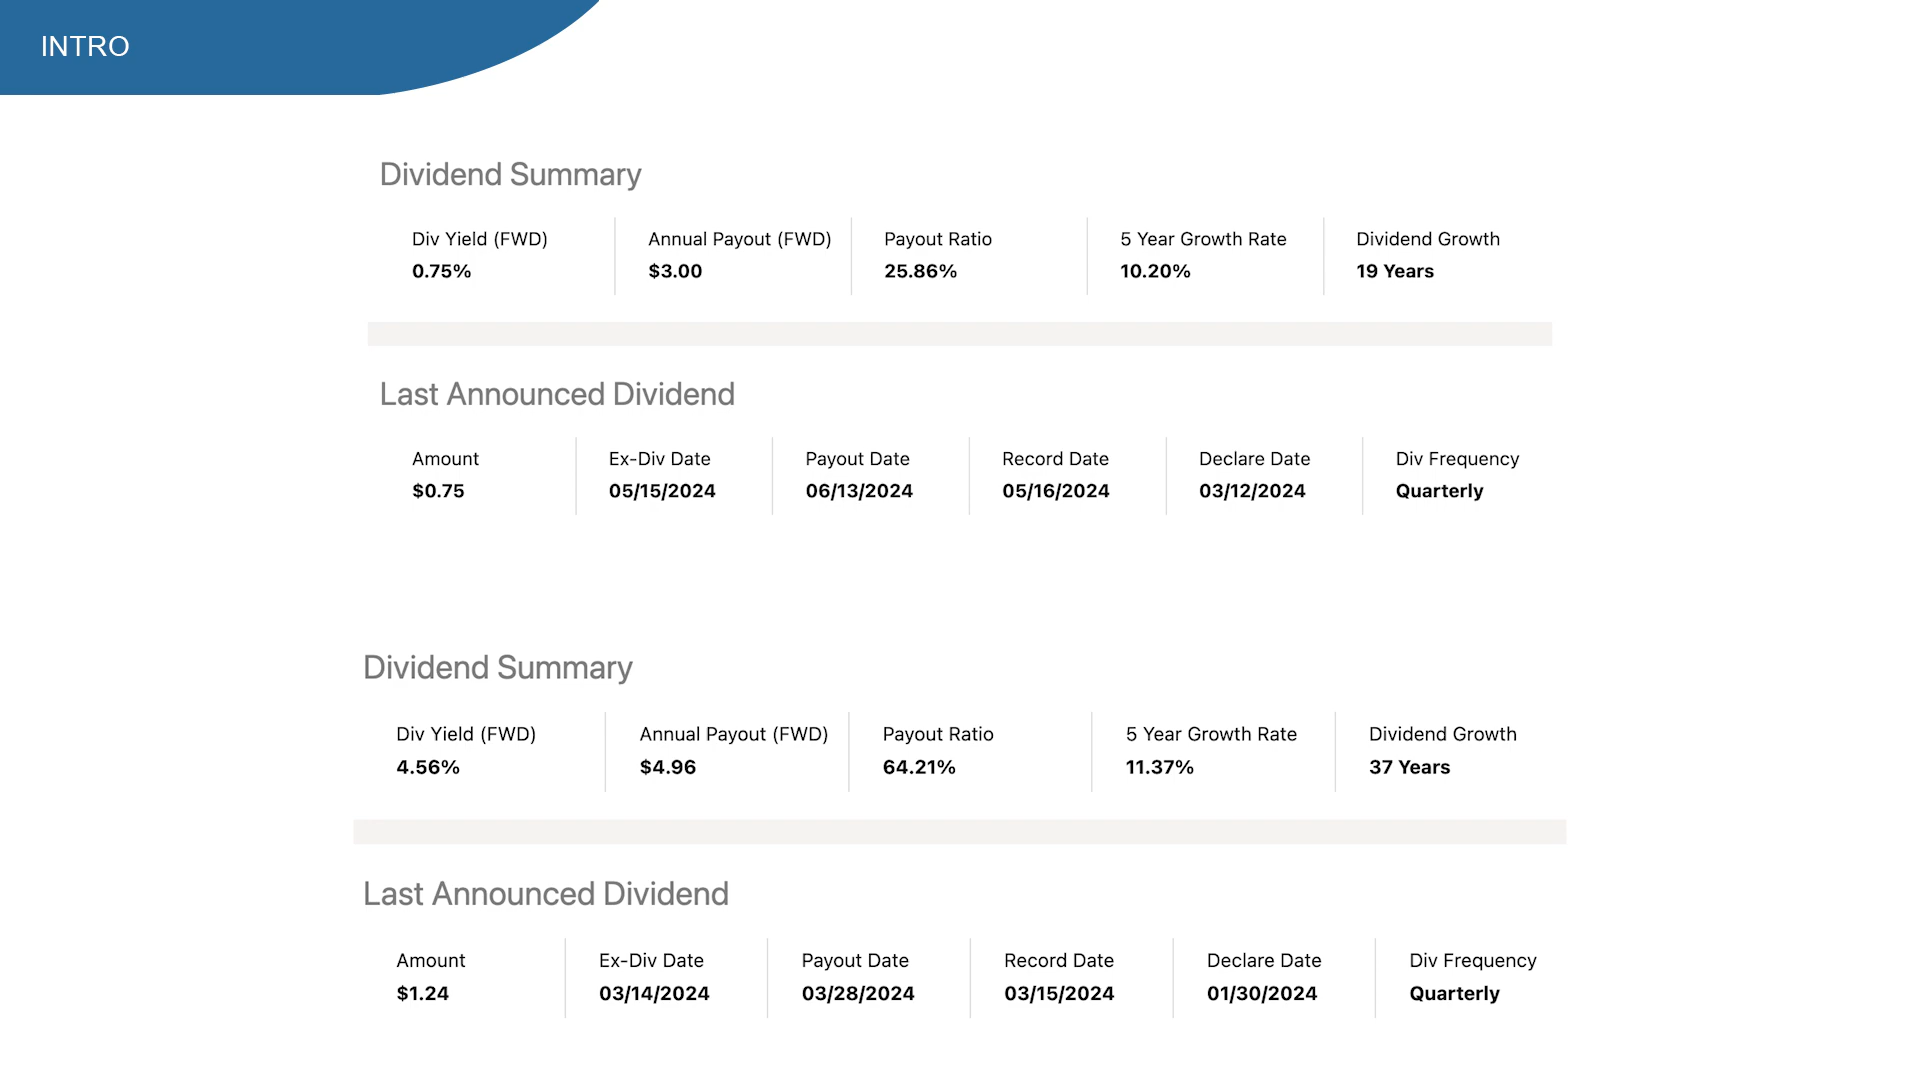 INTRO
Dividend Summary
Div Yield (FWD) Annual Payout (FWD) Payout Ratio 5 Year Growth Rate Dividend Growth
0.75% $3.00 25.86% 10.20% 19 Years
Last Announced Dividend
Amount Ex-Div Date Payout Date Record Date Declare Date Div Frequency
$0.75 05/15/2024 06/13/2024 05/16/2024 03/12/2024 Quarterly
Dividend Summary
Div Yield (FWD) Annual Payout (FWD) Payout Ratio 5 Year Growth Rate Dividend Growth
4.56% $4.96 64.21% 11.37% 37 Years
Last Announced Dividend
Amount Ex-Div Date Payout Date Record Date Declare Date Div Frequency
$1.24 03/14/2024 03/28/2024 03/15/2024 01/30/2024 Quarterly